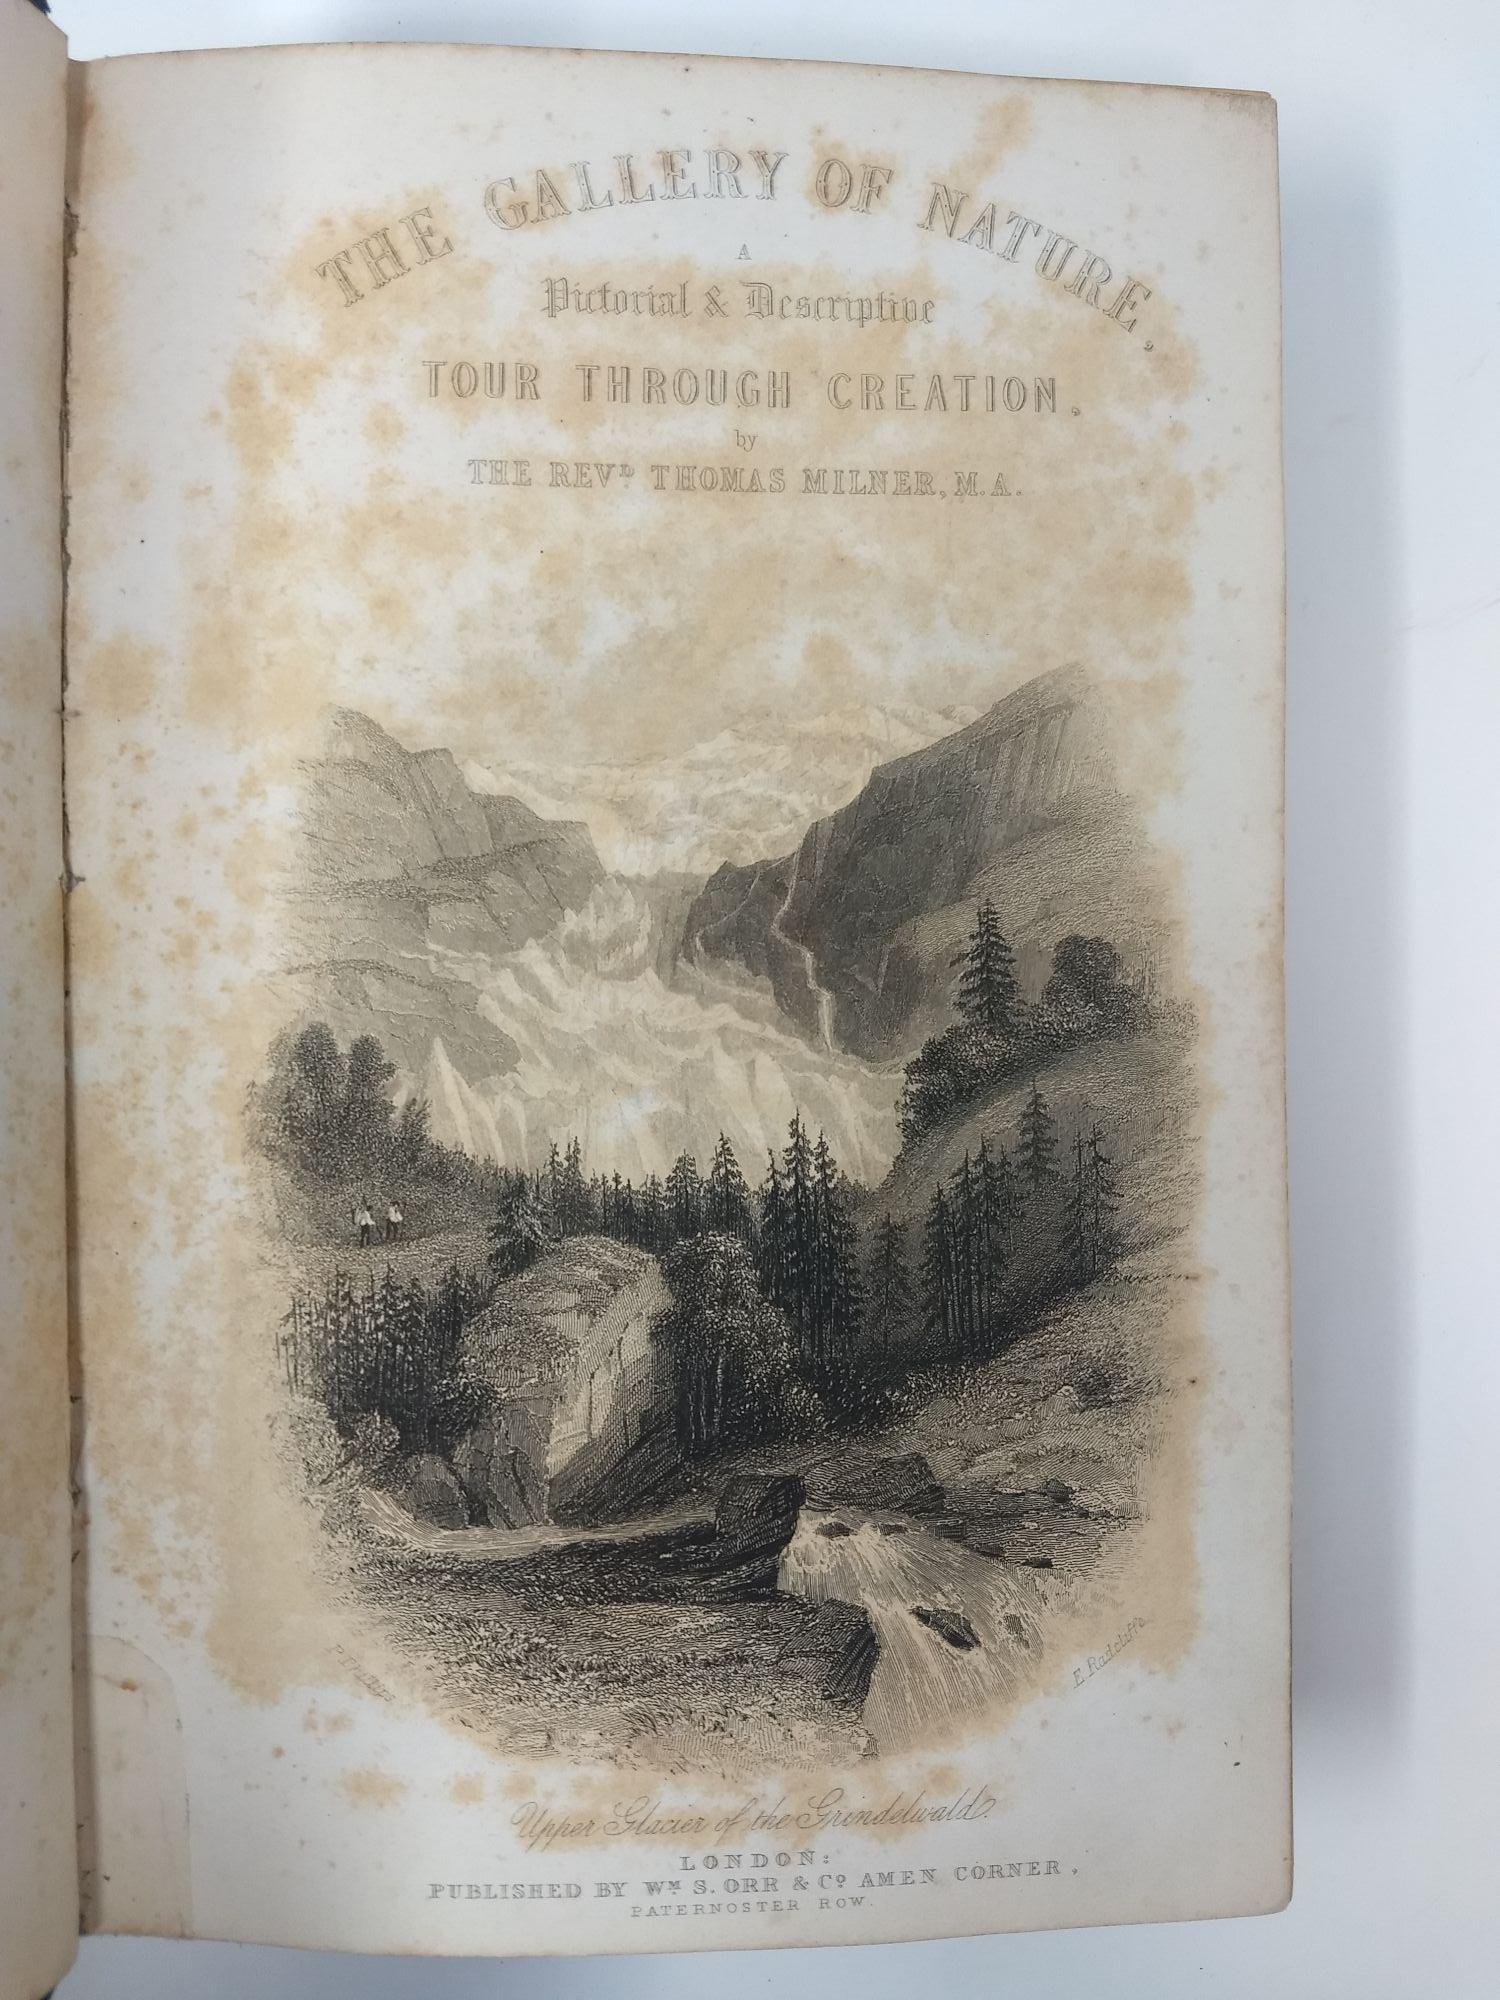 THE GALLERY OF NATURE,
A
Pictorial & Descriptive
TOUR THROUGH CREATION,
by
THE REVD. THOMAS MILNER, M.A.
E. Radcliffe
Upper Glacier of the Grindelwald.
LONDON:
PUBLISHED BY WM. S. ORR & CO. AMEN CORNER,
PATERNOSTER ROW.